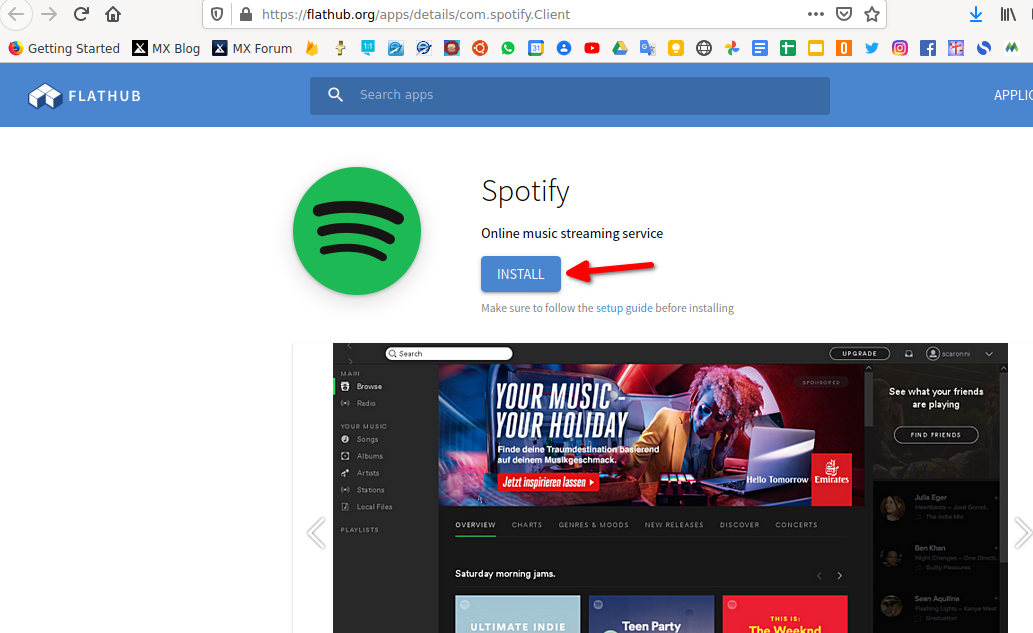 https://flathub.org/apps/details/com.spotify.Client
Getting Started MX Blog MX Forum
FLATHUB
Search apps
APPLIC
Spotify
Online music streaming service
INSTALL
Make sure to follow the setup guide before installing
Search
UPGRADE
scaronni
MAIN
Browse
Radio
YOUR MUSIC
Songs
Albums
Artists
Stations
Local Files
PLAYLISTS
SPONSORED
YOUR MUSIC -
YOUR HOLIDAY
Finde deine Traumdestination basierend
auf deinem Musikgeschmack.
Jetzt inspirieren lassen
Hello Tomorrow
Emirates
See what your friends
are playing
FIND FRIENDS
OVERVIEW CHARTS GENRES & MOODS NEW RELEASES DISCOVER CONCERTS
Julia Eger
Heartbeats – José Gonzá...
The Indie Mix
Ben Khan
Night Changes – One Direct...
Guilty Pleasures
Sean Aquilina
Flashing Lights – Kanye West
Graduation
Saturday morning jams.
ULTIMATE INDIE
Teen Party
THIS IS:
The Weeknd